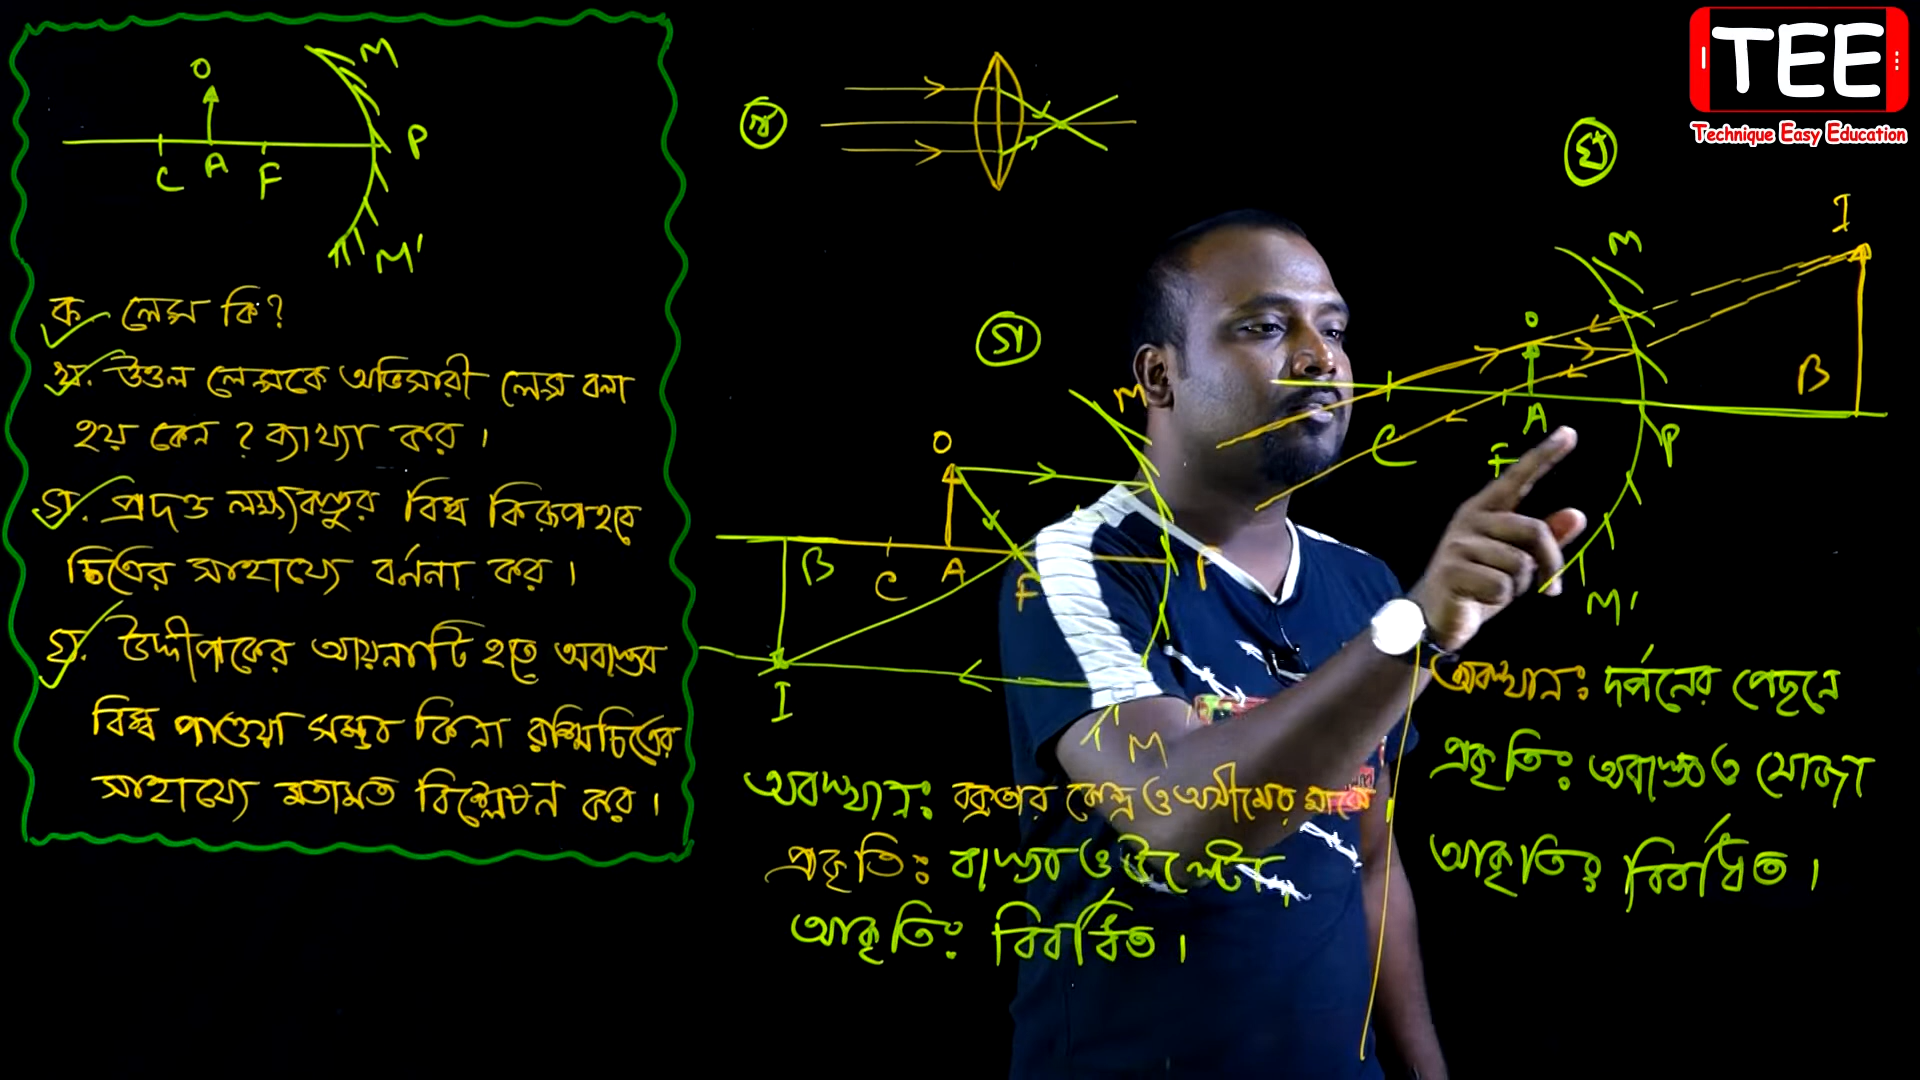 TEE
Technique Easy Education
M
O
P
C A F
M'
ক. লেন্স কি?
খ. উত্তল লেন্সকে অভিসারী লেন্স বলা
হয় কেন? ব্যাখ্যা কর।
গ. প্রদত্ত লক্ষ্যবস্তুর বিম্ব কিরূপ হবে
চিত্রের সাহায্যে বর্ননা কর।
ঘ. উদ্দীপকের আয়নাটি হতে অবাস্তব
বিম্ব পাওয়া সম্ভব কিনা রশ্মিচিত্রের
সাহায্যে মতামত বিশ্লেষন কর।
খ
গ
M
O
B C A F P
I
M
অবস্থান: বক্রতার কেন্দ্র ও অসীমের মাঝে।
প্রকৃতি: বাস্তব ও উল্টো
আকৃতি: বিবর্ধিত।
ঘ
I
M
O
B
C F A P
M'
অবস্থান: দর্পনের পেছনে
প্রকৃতি: অবাস্তব ও সোজা
আকৃতি: বিবর্ধিত।